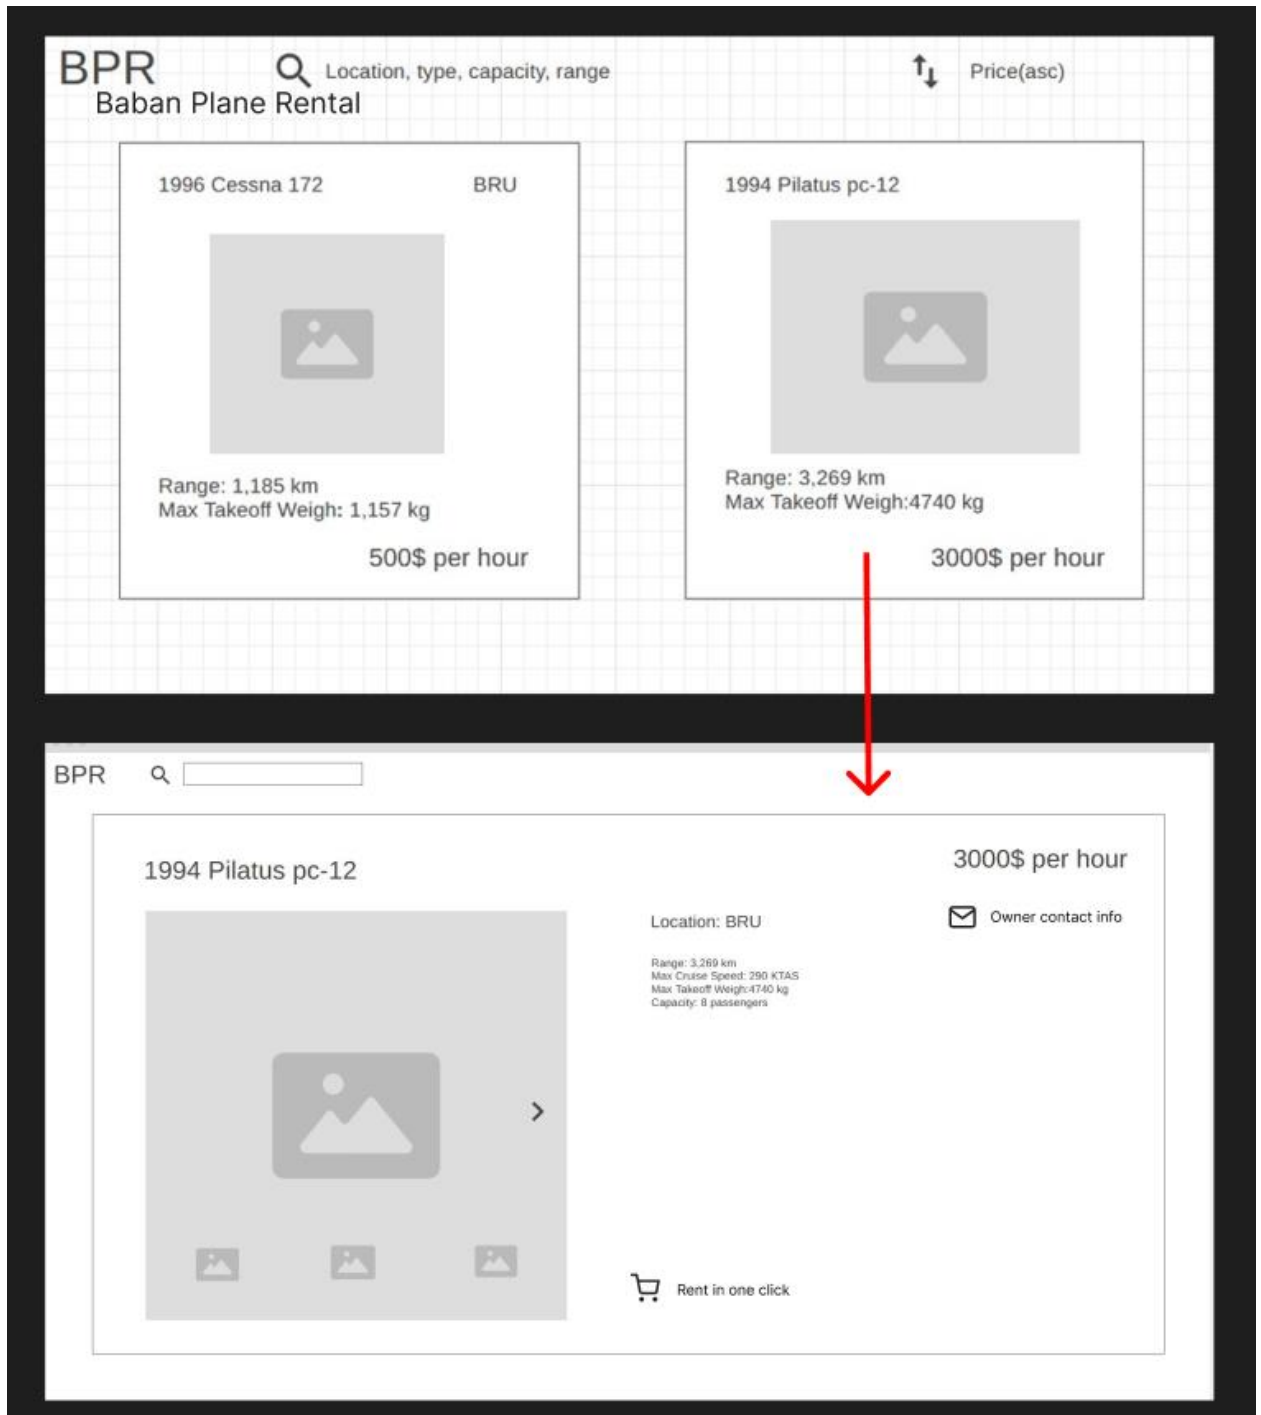 BPR
Location, type, capacity, range
Price(asc)
Baban Plane Rental
1996 Cessna 172
BRU
Range: 1,185 km
Max Takeoff Weigh: 1,157 kg
500$ per hour
1994 Pilatus pc-12
Range: 3,269 km
Max Takeoff Weigh:4740 kg
3000$ per hour
BPR
1994 Pilatus pc-12
3000$ per hour
Location: BRU
Owner contact info
Range: 3,269 km
Max Cruise Speed: 290 KTAS
Max Takeoff Weigh:4740 kg
Capacity: 8 passengers
Rent in one click